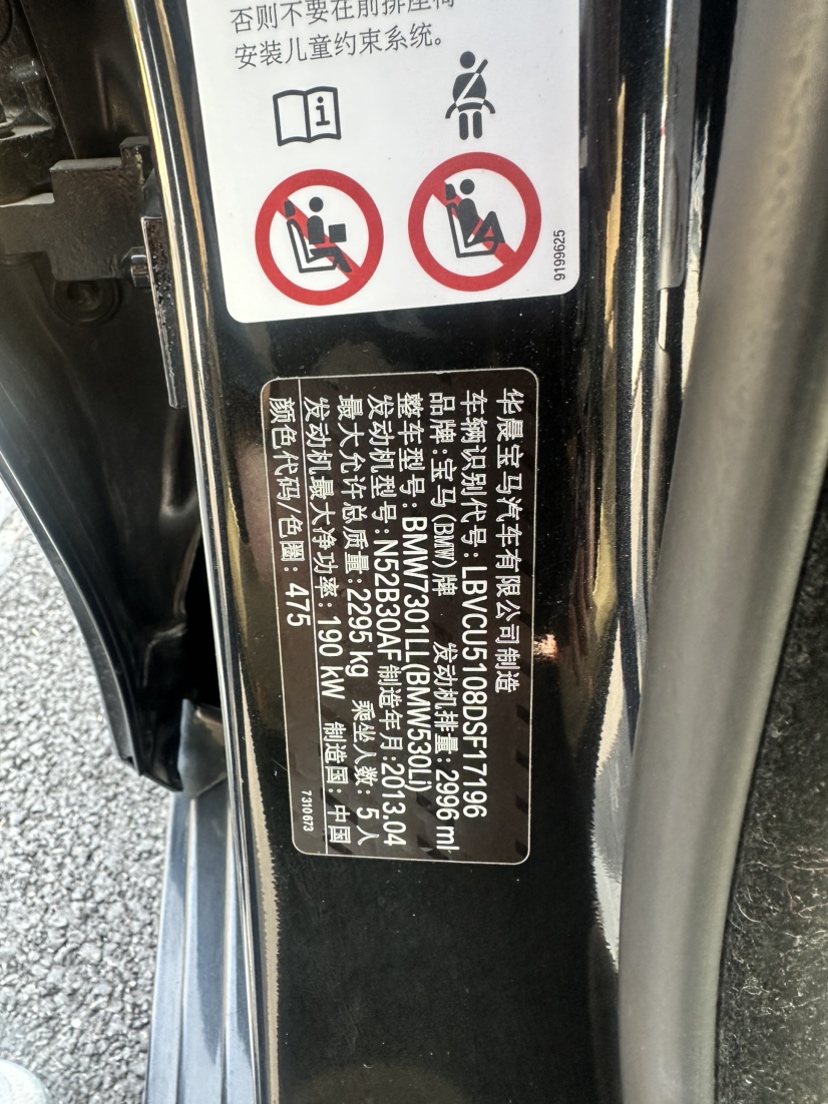 否则不要在前排座椅
安装儿童约束系统。
9199625
华晨宝马汽车有限公司制造
车辆识别代号:LBVCU5108DSF17196
品牌:宝马(BMW)牌 发动机排量:2996 ml
整车型号:BMW7301LL(BMW530Li)
发动机型号:N52B30AF 制造年月:2013.04
最大允许总质量:2295 kg 乘坐人数:5人
发动机最大净功率:190 kW 制造国:中国
颜色代码/色圈:475
7310673